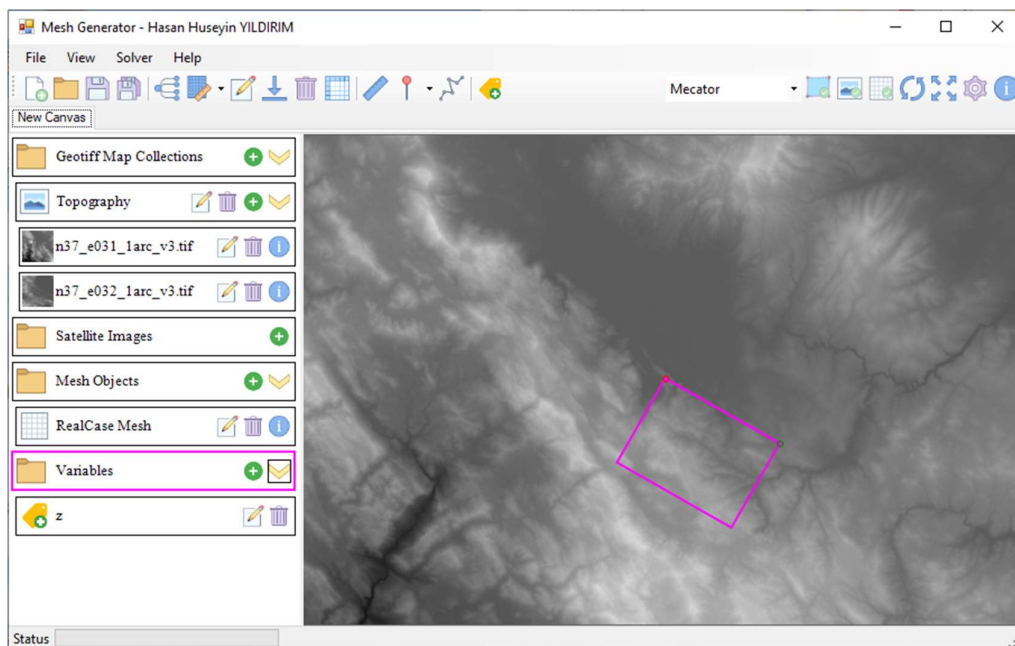 Mesh Generator - Hasan Huseyin YILDIRIM
File View Solver Help
Mecator
New Canvas
Geotiff Map Collections
Topography
n37_e031_1arc_v3.tif
n37_e032_1arc_v3.tif
Satellite Images
Mesh Objects
RealCase Mesh
Variables
z
Status